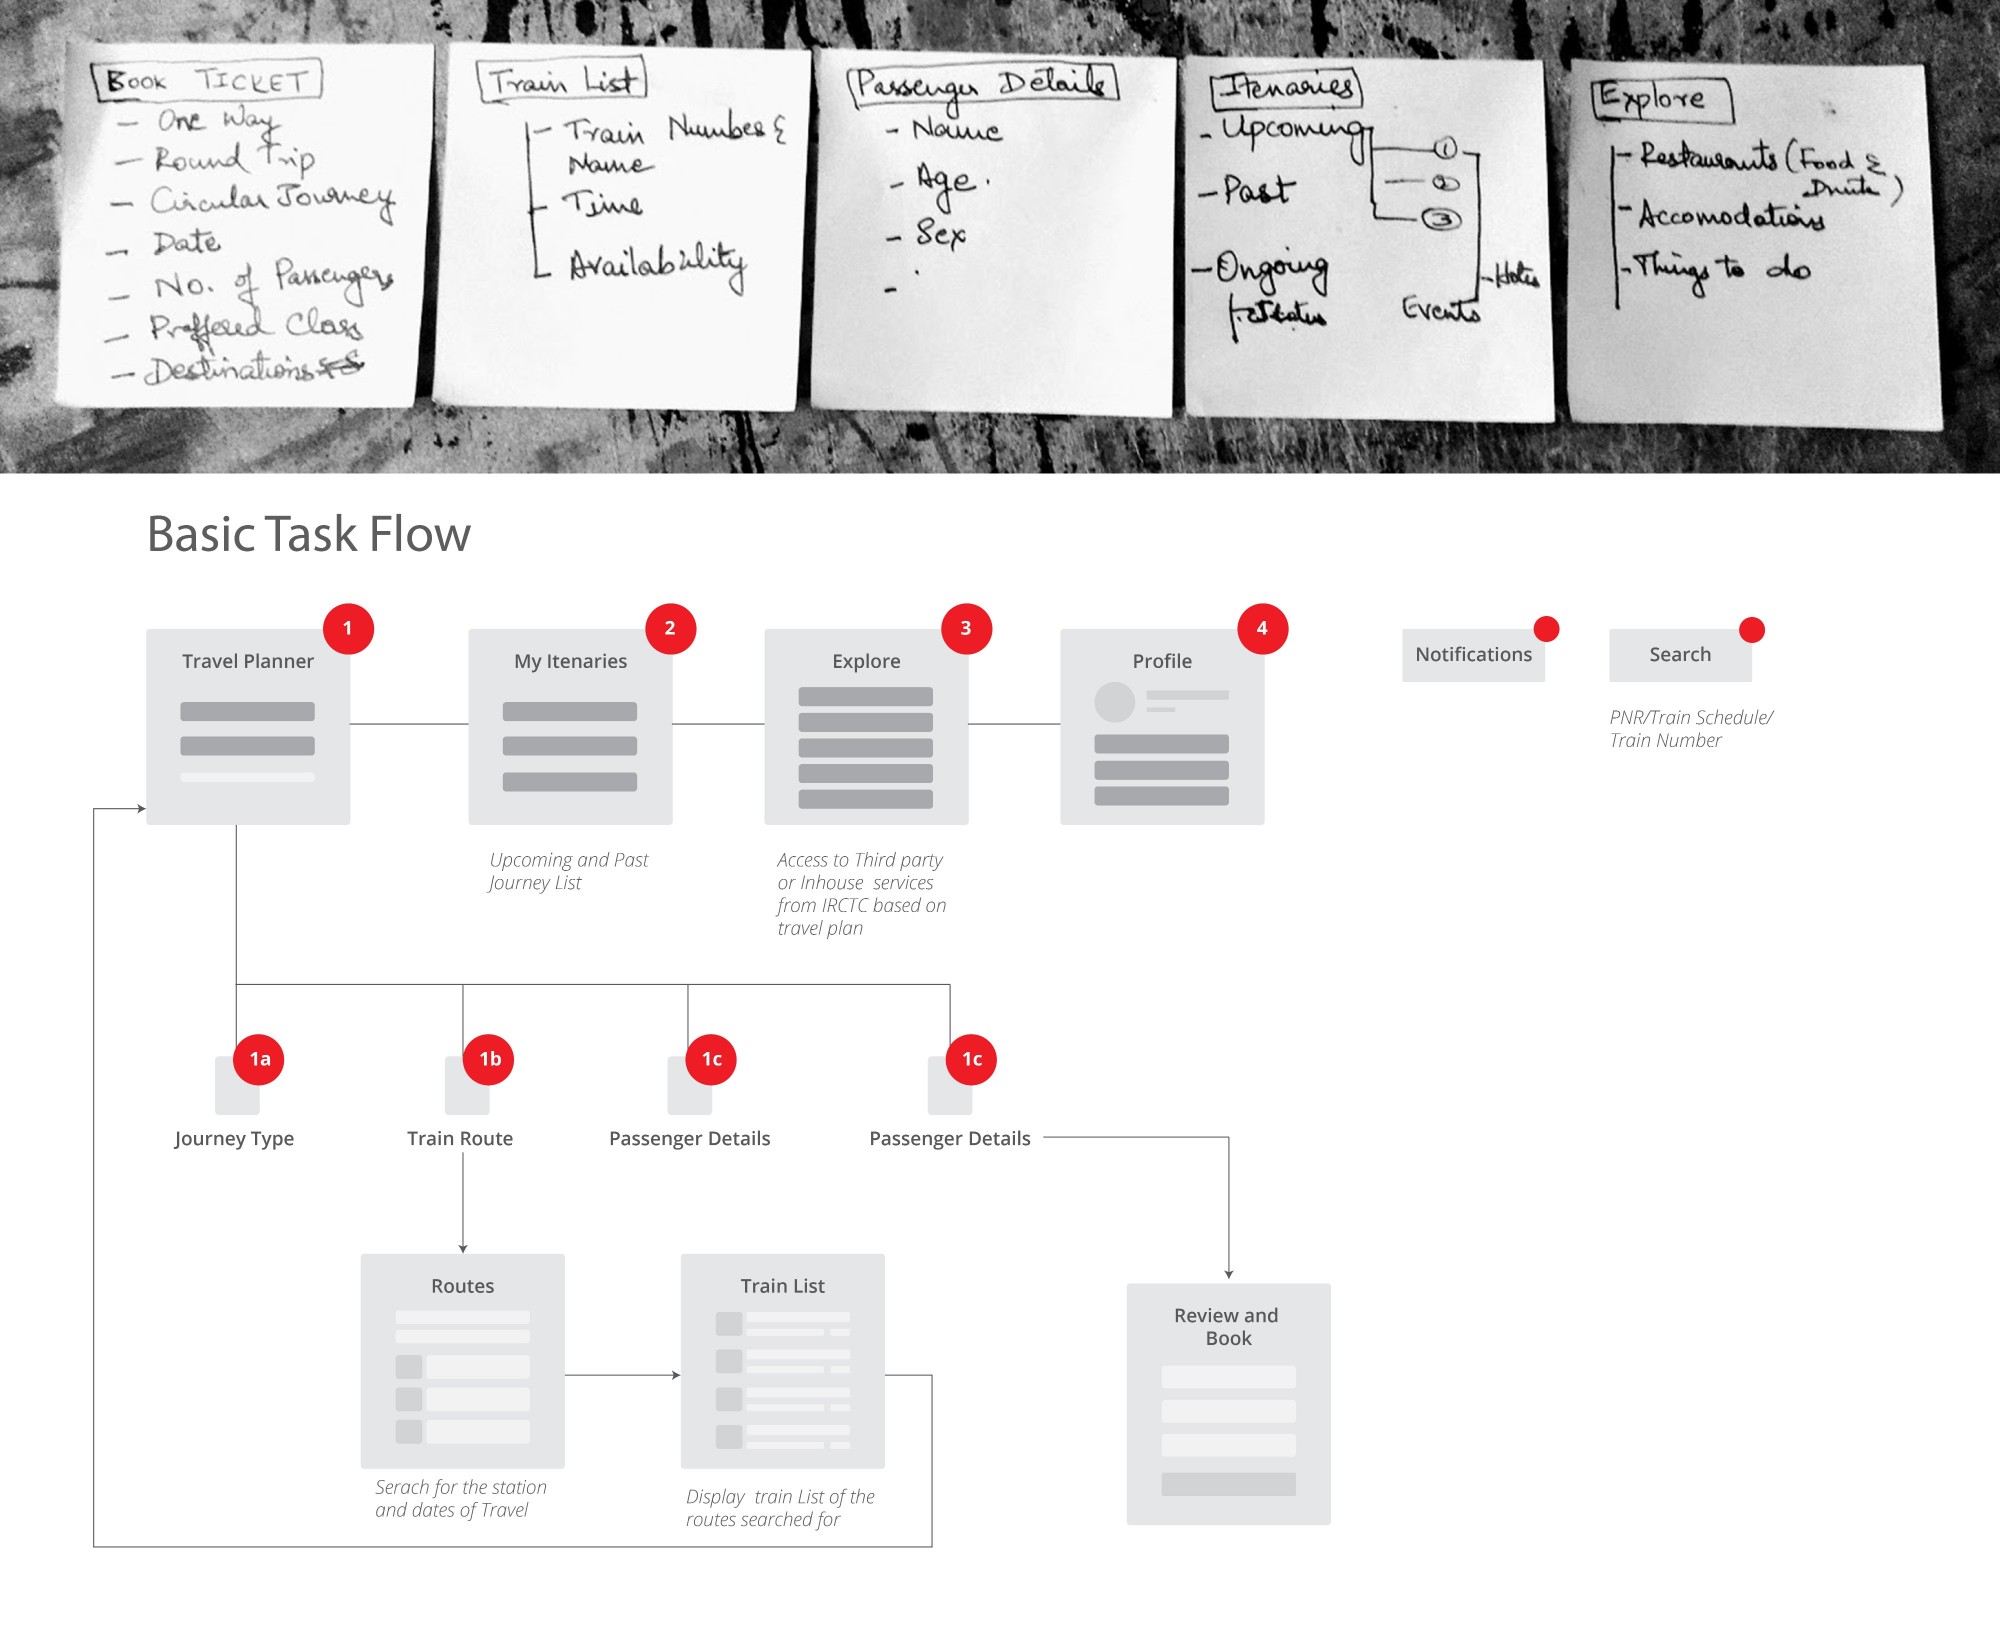 BOOK TICKET
- One Way
- Round Trip
- Circular Journey
- Date
- No. of Passengers
- Preffered Class
- Destinations
Train List
- Train Number &
Name
- Time
Availability
Passenger Details
- Name
- Age.
- Sex
-
Itenaries
- Upcoming
1
2
3
- Past
- Ongoing
Events
Explore
- Restaurants (Food &
Drinks)
- Accomodations
- Things to do
Basic Task Flow
1
2
3
4
Travel Planner
My Itenaries
Explore
Profile
Notifications
Search
PNR/Train Schedule/
Train Number
Upcoming and Past
Journey List
Access to Third party
or Inhouse services
from IRCTC based on
travel plan
1a
1b
1c
1c
Journey Type
Train Route
Passenger Details
Passenger Details
Routes
Train List
Review and
Book
Serach for the station
and dates of Travel
Display train List of the
routes searched for